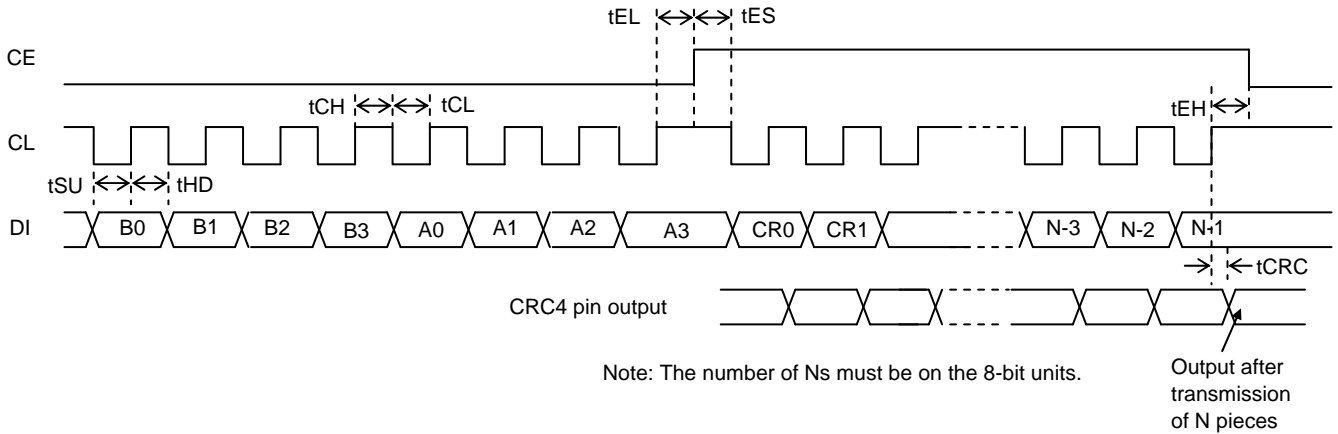 tEL tES
CE
tCH tCL tEH
CL
tSU tHD
DI B0 B1 B2 B3 A0 A1 A2 A3 CR0 CR1 N-3 N-2 N-1
tCRC
CRC4 pin output
Note: The number of Ns must be on the 8-bit units.
Output after
transmission
of N pieces